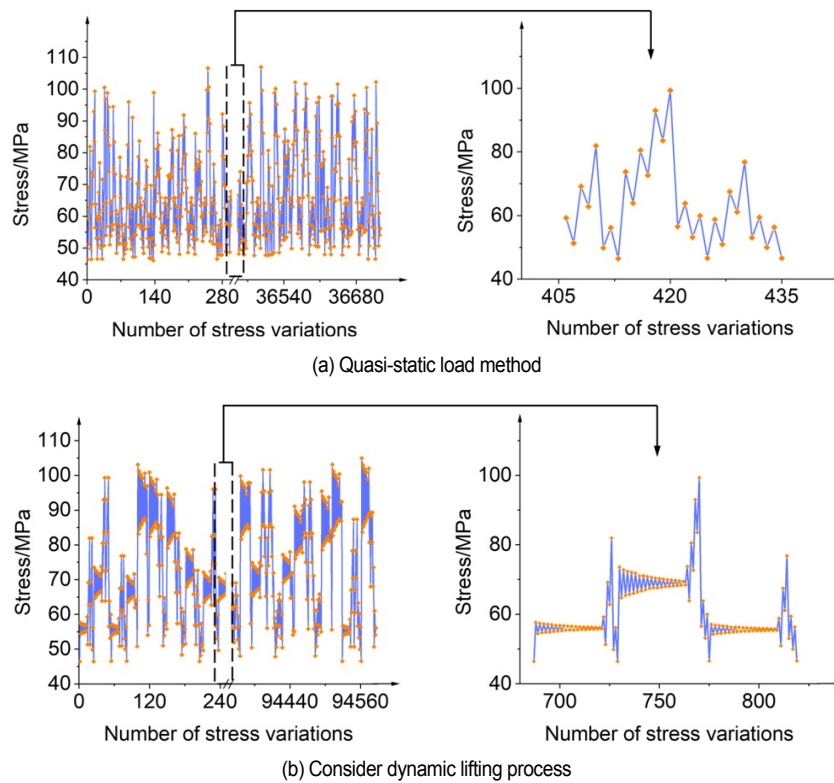 110
100
90
80
70
60
50
40
Stress/MPa
0 140 280 36540 36680
Number of stress variations
120
100
80
60
40
Stress/MPa
405 420 435
Number of stress variations
(a) Quasi-static load method
110
100
90
80
70
60
50
40
Stress/MPa
0 120 240 94440 94560
Number of stress variations
120
100
80
60
40
Stress/MPa
700 750 800
Number of stress variations
(b) Consider dynamic lifting process